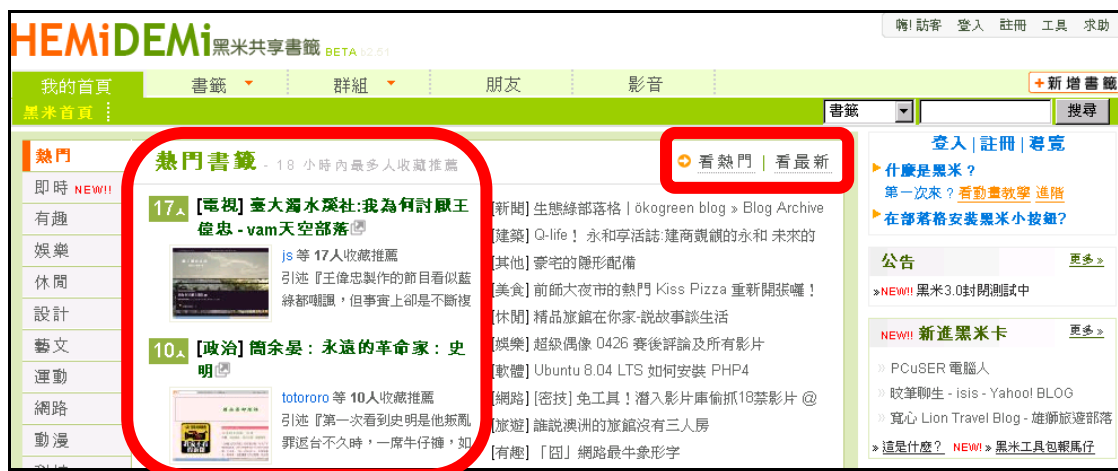 HEMiDEMi黑米共享書籤 BETA b2.51
嗨!訪客 登入 註冊 工具 求助
我的首頁 書籤 群組 朋友 影音
+新增書籤
黑米首頁
書籤 搜尋
熱門
即時 NEW!!
有趣
娛樂
休閒
設計
藝文
運動
網路
動漫
熱門書籤 - 18 小時內最多人收藏推薦
看熱門 | 看最新
17人 [電視] 臺大濁水溪社:我為何討厭王
偉忠 - vam天空部落
js 等 17人收藏推薦
引述『王偉忠製作的節目看似藍
綠都嘲諷,但事實上卻是不斷複
10人 [政治] 簡余晏:永遠的革命家:史
明
totororo 等 10人收藏推薦
引述『第一次看到史明是他叛亂
罪返台不久時,一席牛仔褲,如
[新聞] 生態綠部落格 | ökogreen blog » Blog Archive
[建築] Q-life! 永和享活誌:建商覬覦的永和 未來的
[其他] 豪宅的隱形配備
[美食] 前師大夜市的熱門 Kiss Pizza 重新開張囉!
[休閒] 精品旅館在你家-說故事談生活
[娛樂] 超級偶像 0426 賽後評論及所有影片
[軟體] Ubuntu 8.04 LTS 如何安裝 PHP4
[網路] [密技] 免工具!潛入影片庫偷抓18禁影片 @
[旅遊] 誰說澳洲的旅館沒有三人房
[有趣] 「囧」網路最牛象形字
登入 | 註冊 | 導覽
什麼是黑米?
第一次來?看動畫教學 進階
在部落格安裝黑米小按鈕?
公告 更多»
»NEW!! 黑米3.0封閉測試中
NEW!! 新進黑米卡 更多»
» PCuSER 電腦人
» 旼筆聊生 - isis - Yahoo! BLOG
» 寬心 Lion Travel Blog - 雄獅旅遊部落
» 這是什麼? NEW! » 黑米工具包報馬仔